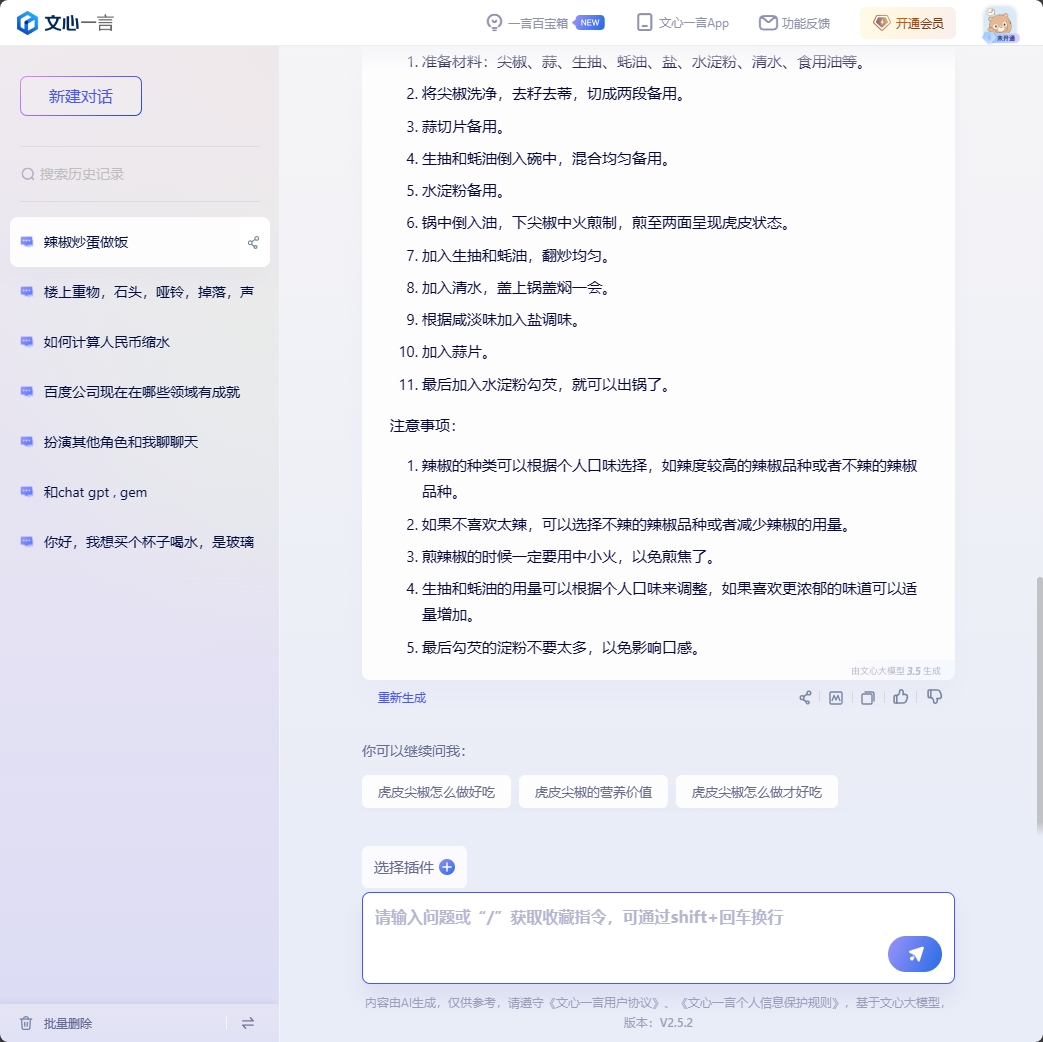 文心一言
一言百宝箱 NEW
文心一言App
功能反馈
开通会员
未开通
新建对话
搜索历史记录
辣椒炒蛋做饭
楼上重物，石头，哑铃，掉落，声
如何计算人民币缩水
百度公司现在在哪些领域有成就
扮演其他角色和我聊聊天
和chat gpt , gem
你好，我想买个杯子喝水，是玻璃
批量删除
1. 准备材料：尖椒、蒜、生抽、蚝油、盐、水淀粉、清水、食用油等。
2. 将尖椒洗净，去籽去蒂，切成两段备用。
3. 蒜切片备用。
4. 生抽和蚝油倒入碗中，混合均匀备用。
5. 水淀粉备用。
6. 锅中倒入油，下尖椒中火煎制，煎至两面呈现虎皮状态。
7. 加入生抽和蚝油，翻炒均匀。
8. 加入清水，盖上锅盖焖一会。
9. 根据咸淡味加入盐调味。
10. 加入蒜片。
11. 最后加入水淀粉勾芡，就可以出锅了。
注意事项：
1. 辣椒的种类可以根据个人口味选择，如辣度较高的辣椒品种或者不辣的辣椒
品种。
2. 如果不喜欢太辣，可以选择不辣的辣椒品种或者减少辣椒的用量。
3. 煎辣椒的时候一定要用中小火，以免煎焦了。
4. 生抽和蚝油的用量可以根据个人口味来调整，如果喜欢更浓郁的味道可以适
量增加。
5. 最后勾芡的淀粉不要太多，以免影响口感。
由文心大模型 3.5 生成
重新生成
你可以继续问我：
虎皮尖椒怎么做好吃
虎皮尖椒的营养价值
虎皮尖椒怎么做才好吃
选择插件
请输入问题或“/”获取收藏指令，可通过shift+回车换行
内容由AI生成，仅供参考，请遵守《文心一言用户协议》、《文心一言个人信息保护规则》，基于文心大模型，
版本：V2.5.2